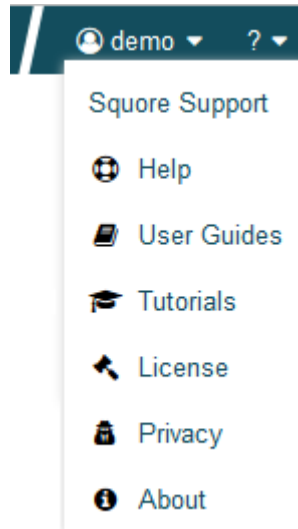 demo ?
Squore Support
Help
User Guides
Tutorials
License
Privacy
About